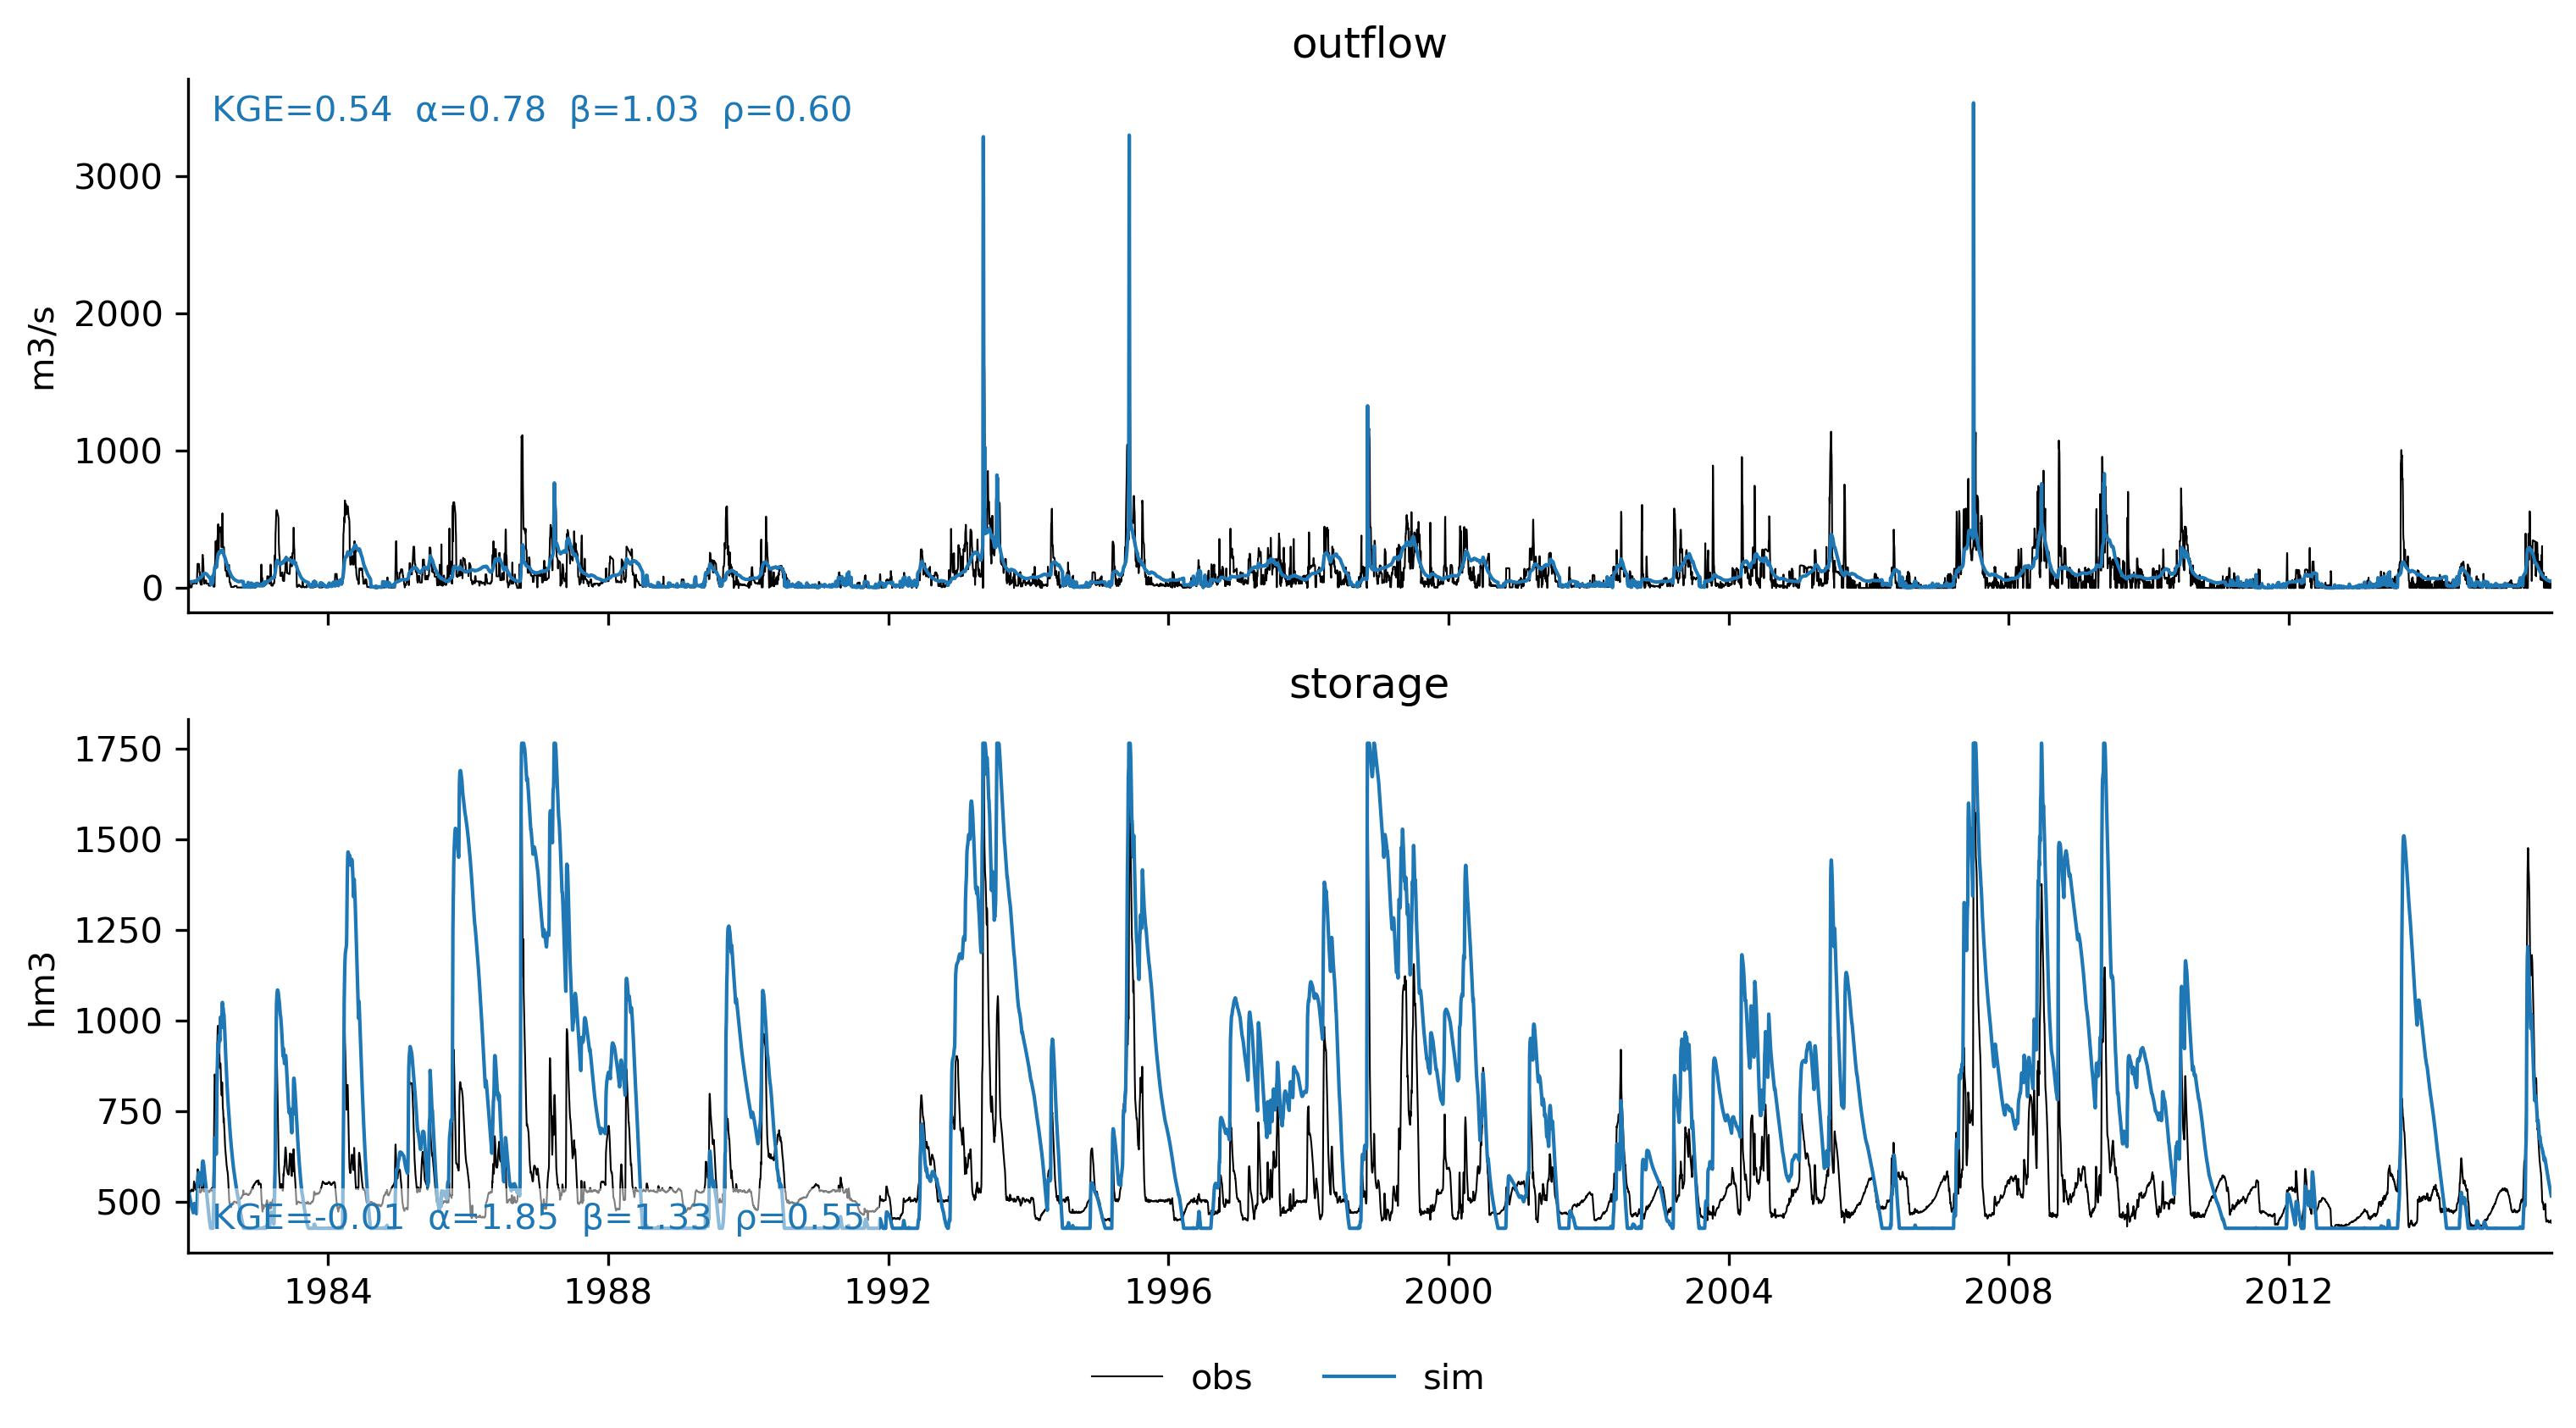 outflow
KGE=0.54 α=0.78 β=1.03 ρ=0.60
3000
2000
1000
0
m3/s
storage
1750
1500
1250
1000
750
500
hm3
KGE=-0.01 α=1.85 β=1.33 ρ=0.55
1984 1988 1992 1996 2000 2004 2008 2012
obs sim